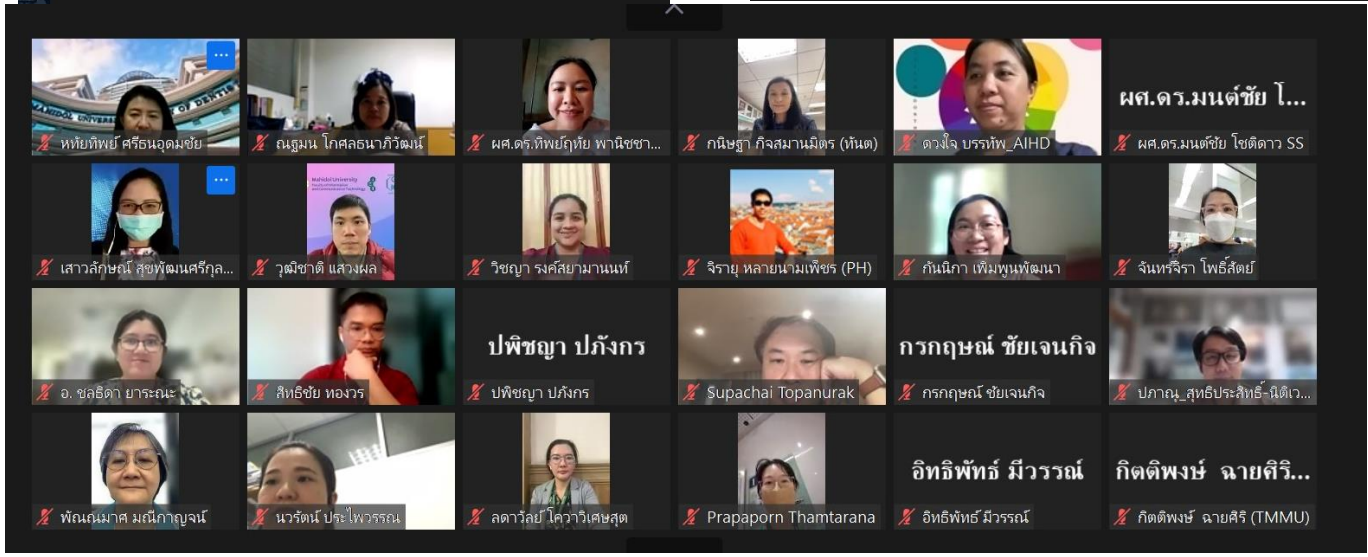 MAHIDOL UNIVERSITY OF DENTIS
หทัยทิพย์ ศรีธนอุดมชัย
ณฐมน โกศลธนาภิวัฒน์
ผศ.ดร.ทิพย์ฤทัย พานิชชา...
กนิษฐา กิจสมานมิตร (ทันต)
ดวงใจ บรรทัพ_AIHD
ผศ.ดร.มนต์ชัย โ...
ผศ.ดร.มนต์ชัย โชติดาว SS
เสาวลักษณ์ สุขพัฒนศรีกุล...
Mahidol University
Faculty of Information
and Communication Technology
วุฒิชาติ แสวงผล
วิชญา รงค์สยามานนท์
จิรายุ หลายนามเพ็ชร (PH)
กันนิกา เพิ่มพูนพัฒนา
จันทร์จิรา โพธิ์สัตย์
อ. ชลธิดา ยาระณะ
สิทธิชัย ทองวร
ปพิชญา ปภังกร
ปพิชญา ปภังกร
Supachai Topanurak
กรกฤษณ์ ชัยเจนกิจ
กรกฤษณ์ ชัยเจนกิจ
ปภาณุ_สุทธิประสิทธิ์-นิติเว...
พัณณมาศ มณีกาญจน์
นวรัตน์ ประไพวรรณ
ลดาวัลย์ โควาวิเศษสุต
Prapaporn Thamtarana
อิทธิพัทธ์ มีวรรณ์
อิทธิพัทธ์ มีวรรณ์
กิตติพงษ์ ฉายศิริ...
กิตติพงษ์ ฉายศิริ (TMMU)